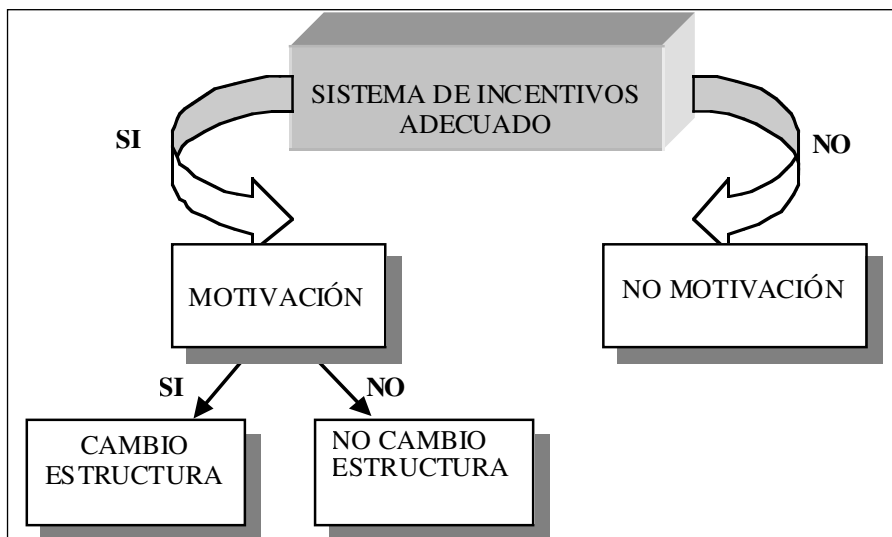 SISTEMA DE INCENTIVOS
ADECUADO
SI
NO
MOTIVACIÓN
NO MOTIVACIÓN
SI
NO
CAMBIO
ESTRUCTURA
NO CAMBIO
ESTRUCTURA